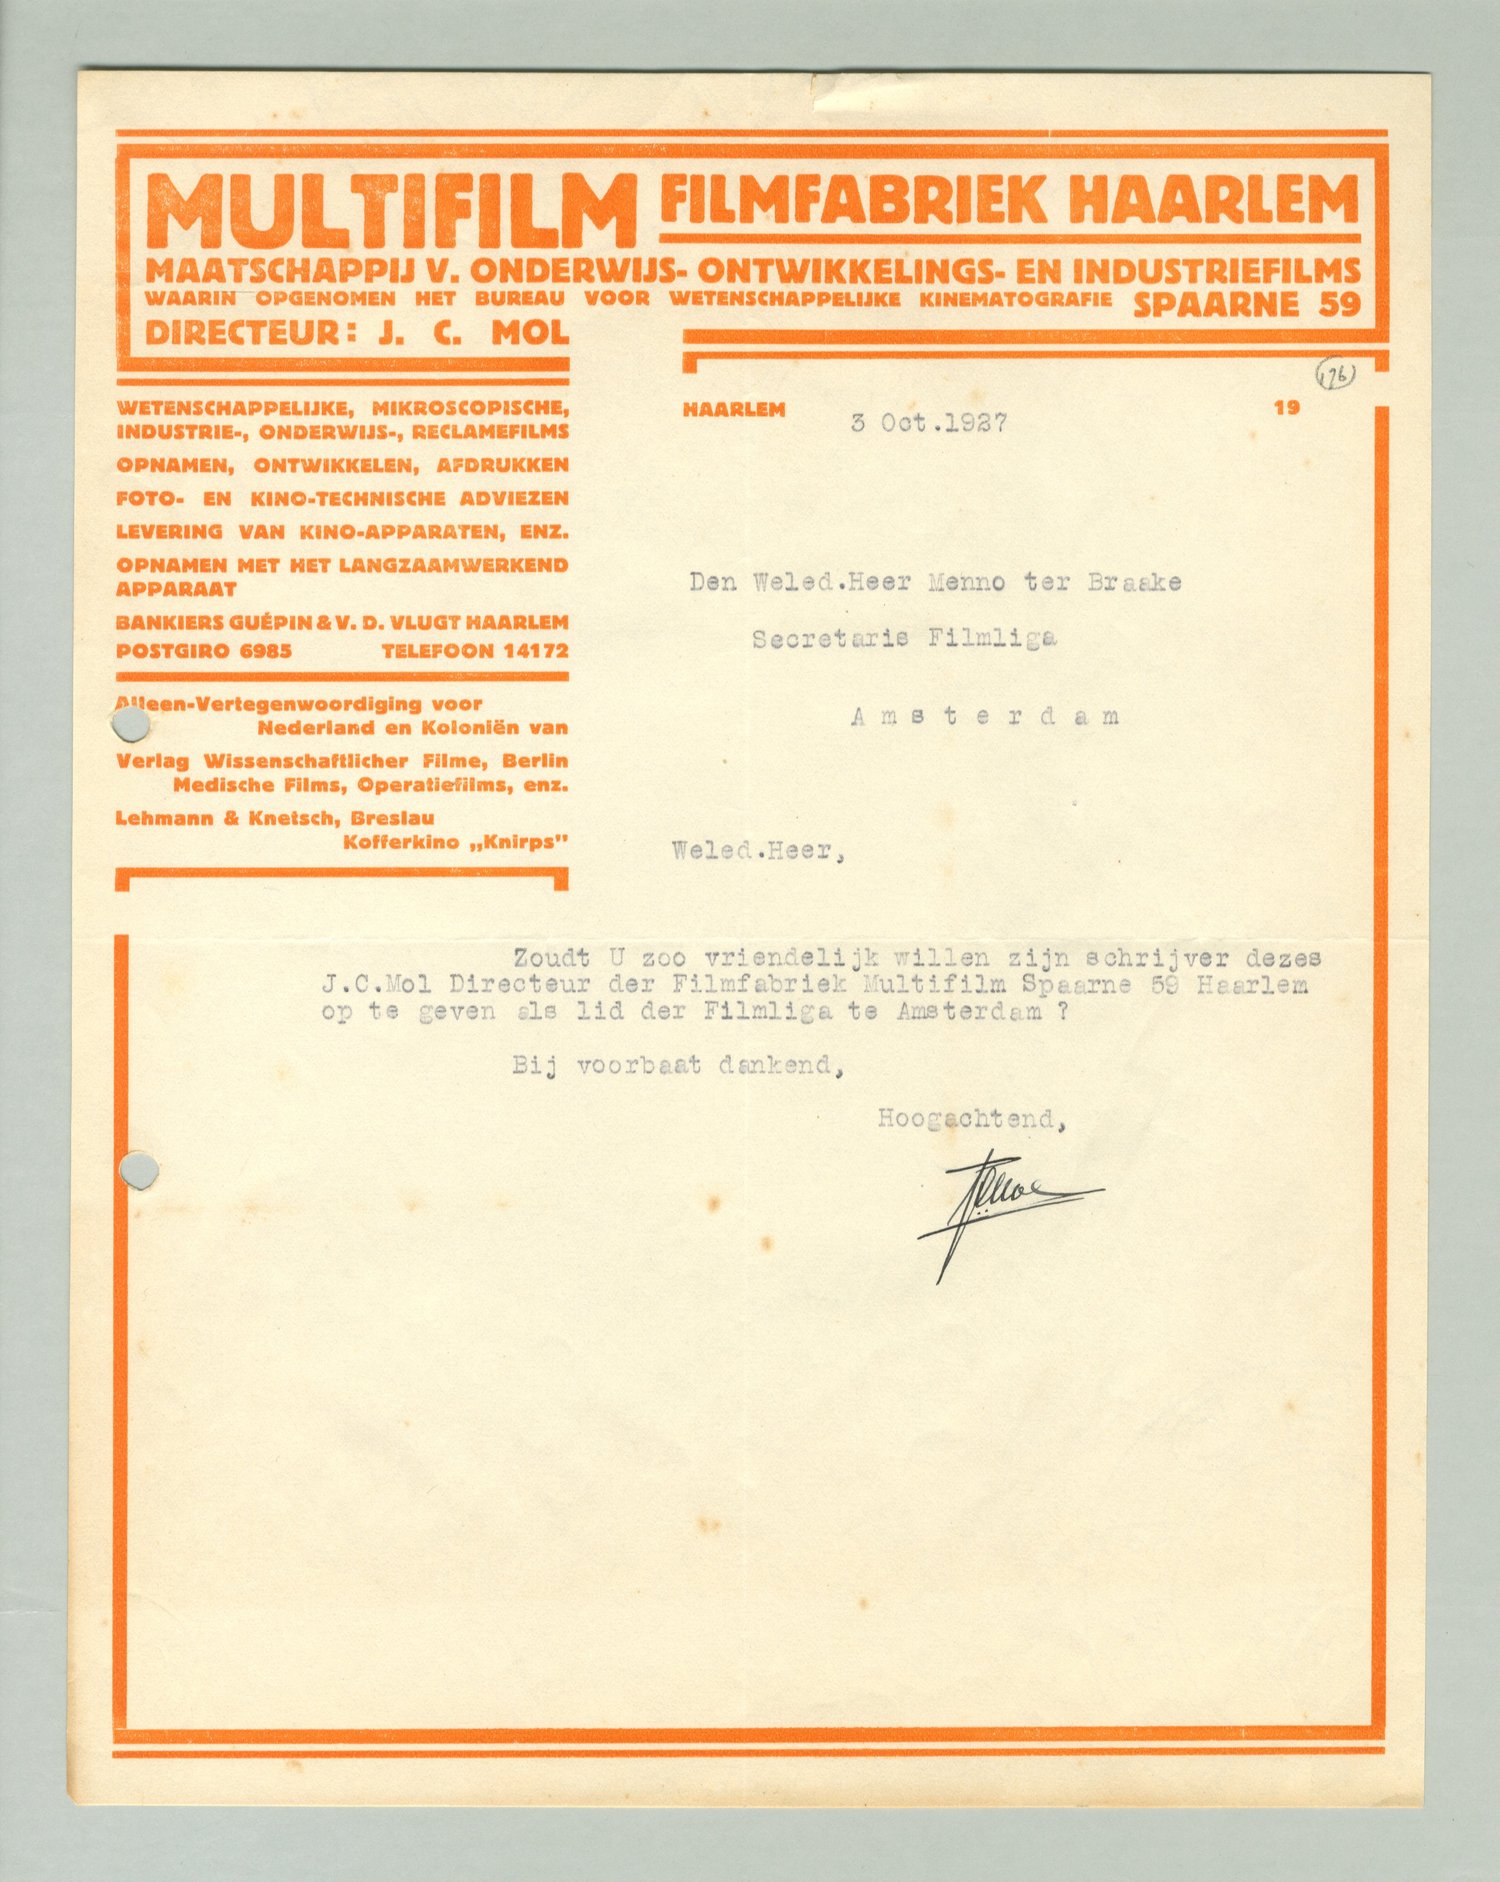 MULTIFILM FILMFABRIEK HAARLEM
MAATSCHAPPIJ V. ONDERWIJS- ONTWIKKELINGS- EN INDUSTRIEFILMS
WAARIN OPGENOMEN HET BUREAU VOOR WETENSCHAPPELIJKE KINEMATOGRAFIE SPAARNE 59
DIRECTEUR: J. C. MOL
WETENSCHAPPELIJKE, MIKROSCOPISCHE,
INDUSTRIE-, ONDERWIJS-, RECLAMEFILMS
OPNAMEN, ONTWIKKELEN, AFDRUKKEN
FOTO- EN KINO-TECHNISCHE ADVIEZEN
LEVERING VAN KINO-APPARATEN, ENZ.
OPNAMEN MET HET LANGZAAMWERKEND
APPARAAT
BANKIERS GUÉPIN & V. D. VLUGT HAARLEM
POSTGIRO 6985 TELEFOON 14172
Alleen-Vertegenwoordiging voor
Nederland en Koloniën van
Verlag Wissenschaftlicher Filme, Berlin
Medische Films, Operatiefilms, enz.
Lehmann & Knetsch, Breslau
Kofferkino „Knirps"
176
HAARLEM 3 Oct.1927 19
Den Weled.Heer Menno ter Braake
Secretaris Filmliga
Amsterdam
Weled.Heer,
Zoudt U zoo vriendelijk willen zijn schrijver dezes
J.C.Mol Directeur der Filmfabriek Multifilm Spaarne 59 Haarlem
op te geven als lid der Filmliga te Amsterdam ?
Bij voorbaat dankend,
Hoogachtend,
JCMol